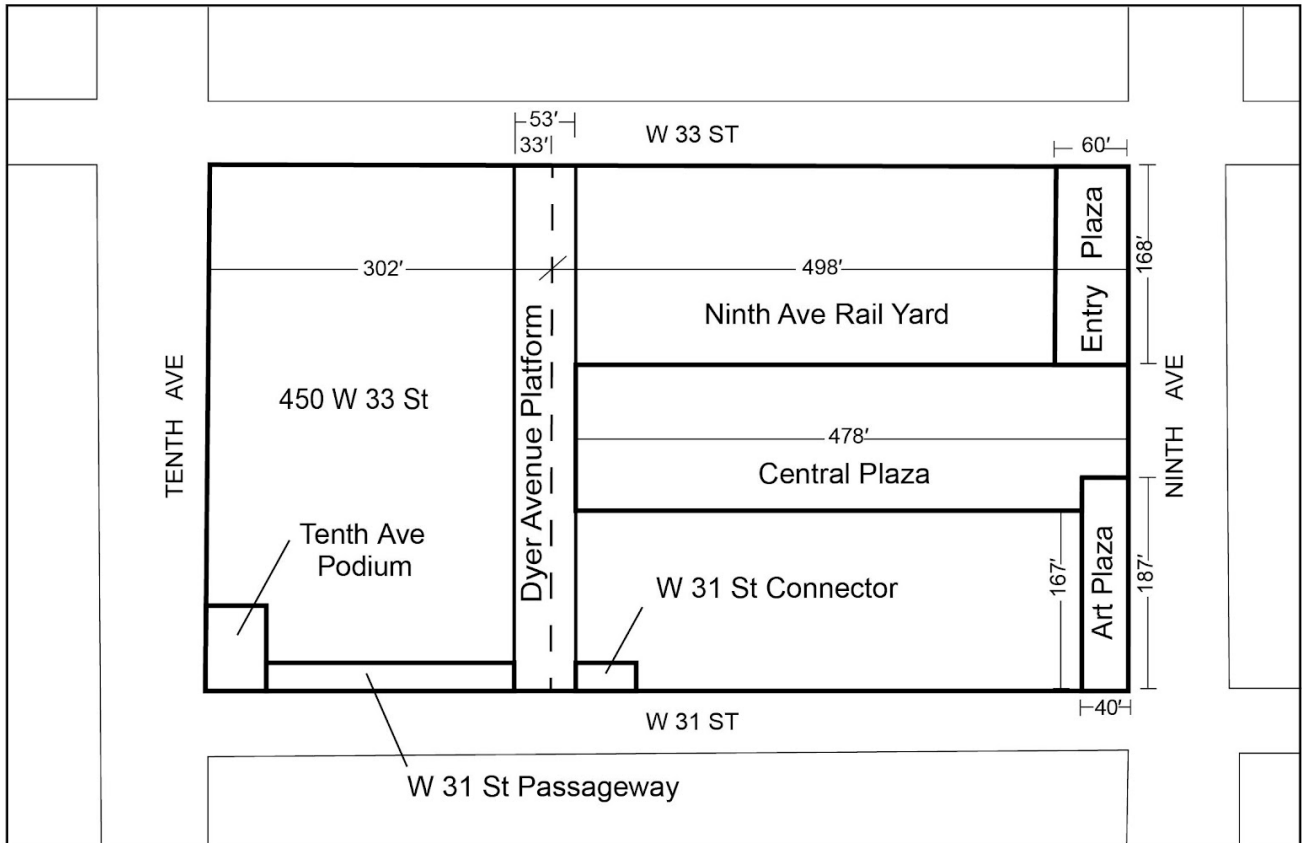 53′
33′
W 33 ST
60′
Entry Plaza
168′
302′
498′
Ninth Ave Rail Yard
TENTH AVE
450 W 33 St
Dyer Avenue Platform
NINTH AVE
478′
Central Plaza
Tenth Ave
Podium
W 31 St Connector
167′
Art Plaza
187′
40′
W 31 ST
W 31 St Passageway